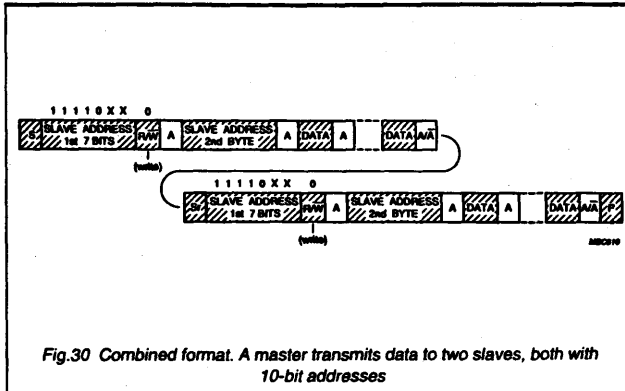 1 1 1 1 0 X X 0
S SLAVE ADDRESS 1st 7 BITS R/W̅ A SLAVE ADDRESS 2nd BYTE A DATA A DATA A/A̅
(write)
1 1 1 1 0 X X 0
Sr SLAVE ADDRESS 1st 7 BITS R/W̅ A SLAVE ADDRESS 2nd BYTE A DATA A DATA A/A̅ P
(write)
Fig.30 Combined format. A master transmits data to two slaves, both with
10-bit addresses